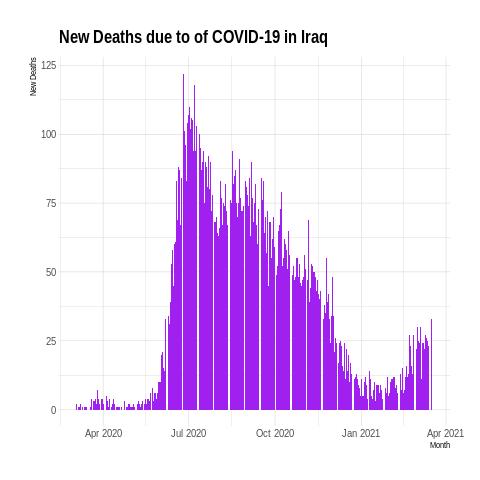 New Deaths due to of COVID-19 in Iraq
New Deaths
125
100
75
50
25
0
Apr 2020
Jul 2020
Oct 2020
Jan 2021
Apr 2021
Month